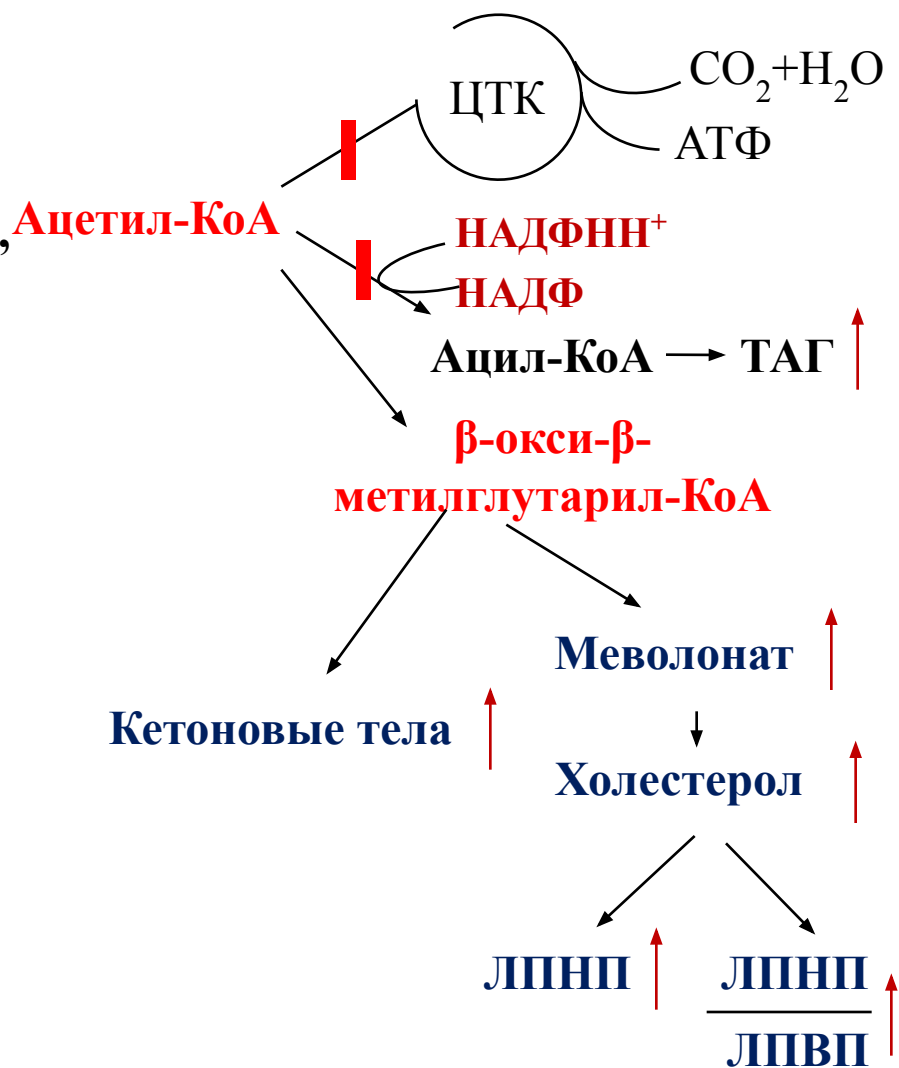 ЦТК
CO₂+H₂O
АТФ
,Ацетил-КоА
НАДФНН⁺
НАДФ
Ацил-КоА → ТАГ ↑
β-окси-β-
метилглутарил-КоА
Меволонат ↑
Кетоновые тела ↑
Холестерол ↑
ЛПНП ↑
ЛПНП
ЛПВП ↑